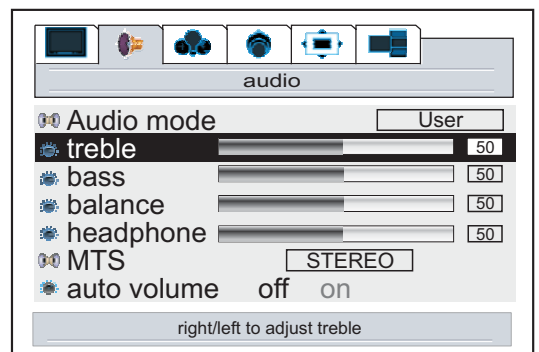 audio
Audio mode User
treble 50
bass 50
balance 50
headphone 50
MTS STEREO
auto volume off on
right/left to adjust treble